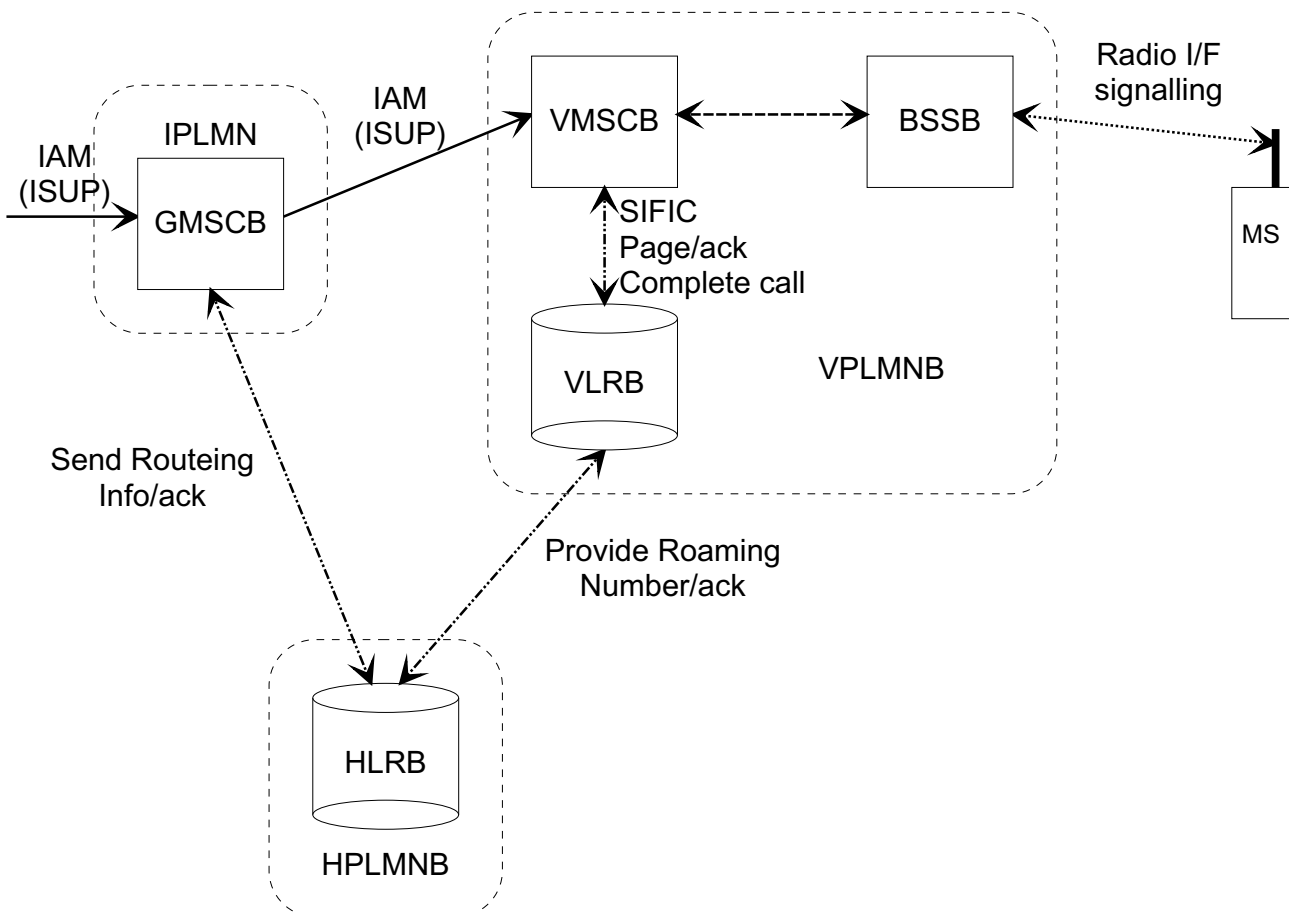 Radio I/F
signalling
IAM
(ISUP)
IPLMN
IAM
(ISUP)
GMSCB
VMSCB
BSSB
MS
SIFIC
Page/ack
Complete call
VLRB
VPLMNB
Send Routeing
Info/ack
Provide Roaming
Number/ack
HLRB
HPLMNB